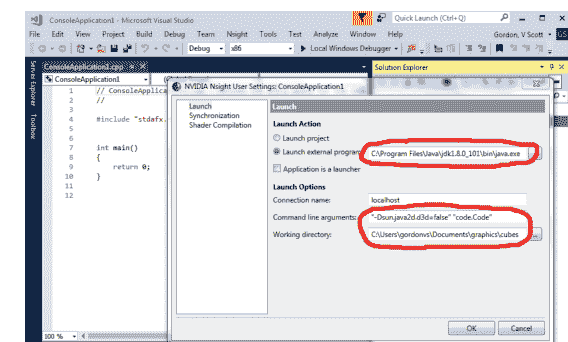 ConsoleApplication1 - Microsoft Visual Studio
Quick Launch (Ctrl+Q)
File Edit View Project Build Debug Team Nsight Tools Test Analyze Window Help
Gordon, V Scott
GS
Debug x86 Local Windows Debugger
Server Explorer
Toolbox
ConsoleApplication1.cpp
Solution Explorer
ConsoleApplication1
1 // ConsoleApplica
2 //
3
4 #include "stdafx.
5
6
7 int main()
8 {
9 return 0;
10 }
11
12
100 %
NVIDIA Nsight User Settings: ConsoleApplication1
Launch
Synchronization
Shader Compilation
Launch
Launch Action
Launch project
Launch external program
C:\Program Files\Java\jdk1.8.0_101\bin\java.exe
Application is a launcher
Launch Options
Connection name: localhost
Command line arguments: "-Dsun.java2d.d3d=false" "code.Code"
Working directory: C:\Users\gordonvs\Documents\graphics\cubes
OK Cancel